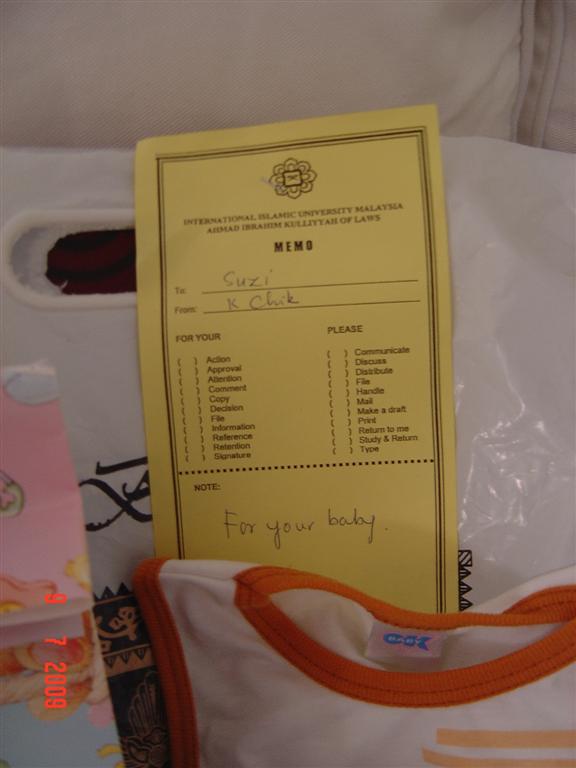 INTERNATIONAL ISLAMIC UNIVERSITY MALAYSIA
AHMAD IBRAHIM KULLIYYAH OF LAWS
MEMO
To: Suzi
From: K Chik
FOR YOUR
( ) Action
( ) Approval
( ) Attention
( ) Comment
( ) Copy
( ) Decision
( ) File
( ) Information
( ) Reference
( ) Retention
( ) Signature
PLEASE
( ) Communicate
( ) Discuss
( ) Distribute
( ) File
( ) Handle
( ) Mail
( ) Make a draft
( ) Print
( ) Return to me
( ) Study & Return
( ) Type
NOTE:
For your baby.
BABY
9 7 2009